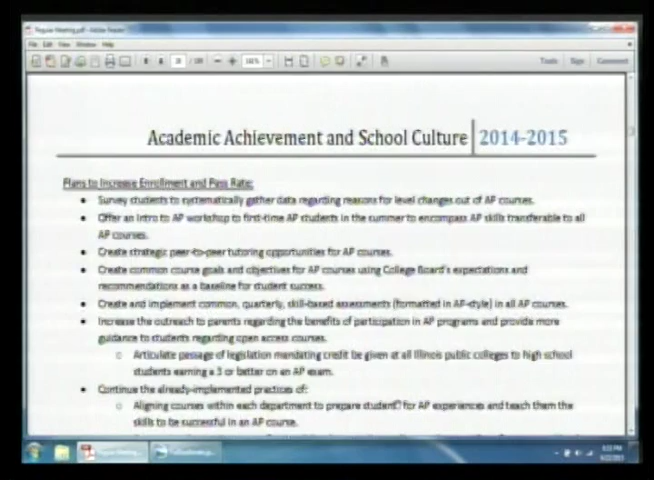 File Edit View Window Help
Tools Sign Comment
Academic Achievement and School Culture 2014-2015
Plans to Increase Enrollment and Pass Rate:
• Survey students to systematically gather data regarding reasons for level changes out of AP courses.
• Offer an Intro to AP workshop to first-time AP students in the summer to encompass AP skills transferable to all
AP courses.
• Create strategic peer-to-peer tutoring opportunities for AP courses.
• Create common course goals and objectives for AP courses using College Board's expectations and
recommendations as a baseline for student success.
• Create and implement common, quarterly, skill-based assessments (formatted in AP-style) in all AP courses.
• Increase the outreach to parents regarding the benefits of participation in AP programs and provide more
guidance to students regarding open access courses.
o Articulate passage of legislation mandating credit be given at all Illinois public colleges to high school
students earning a 3 or better on an AP exam.
• Continue the already-implemented practices of:
o Aligning courses within each department to prepare students for AP experiences and teach them the
skills to be successful in an AP course.